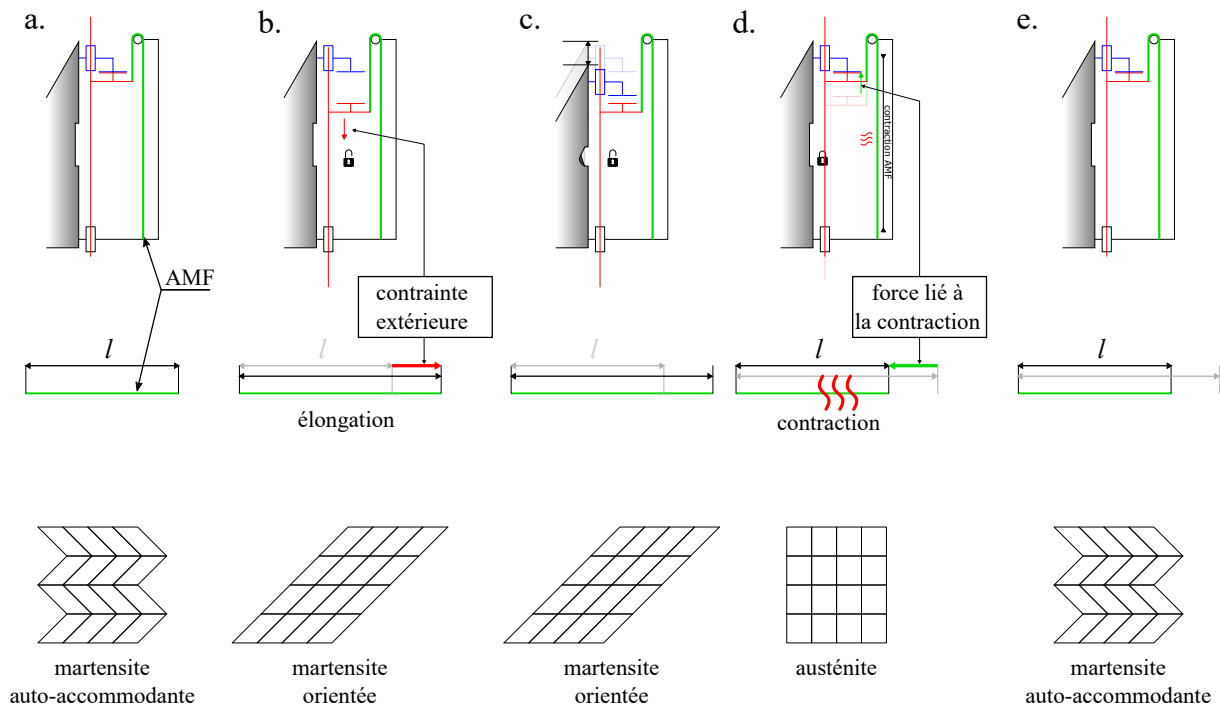 a.
b.
c.
d.
e.
contraction AMF
AMF
contrainte
extérieure
force lié à
la contraction
l
l
l
l
l
élongation
contraction
martensite
auto-accommodante
martensite
orientée
martensite
orientée
austénite
martensite
auto-accommodante